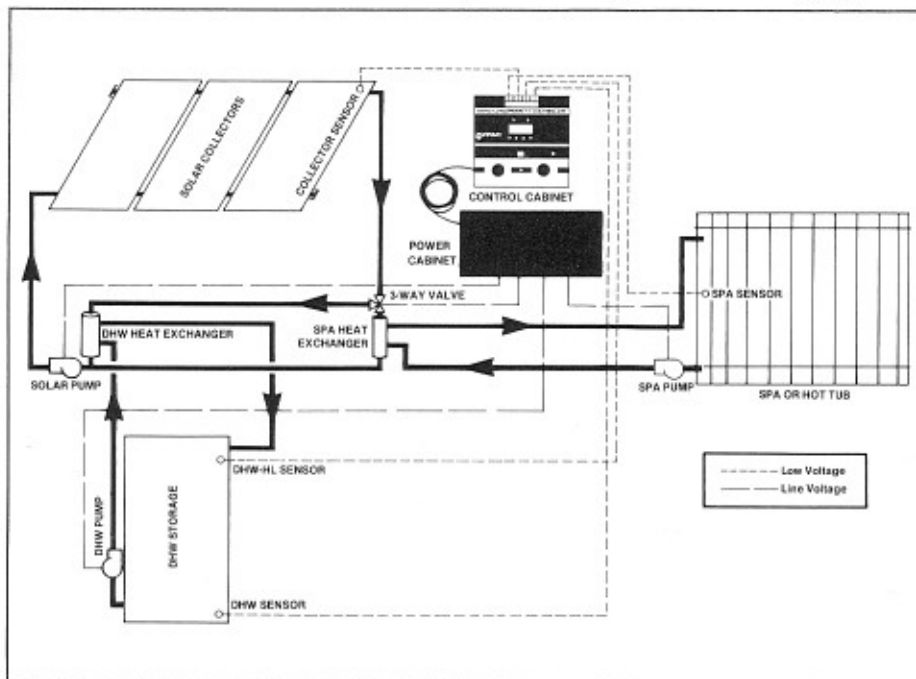 SOLAR COLLECTORS
COLLECTOR SENSOR
CONTROL CABINET
POWER
CABINET
3-WAY VALVE
SPA SENSOR
DHW HEAT EXCHANGER
SPA HEAT
EXCHANGER
SOLAR PUMP
SPA PUMP
SPA OR HOT TUB
DHW-HL SENSOR
DHW PUMP
DHW STORAGE
DHW SENSOR
Low Voltage
Line Voltage